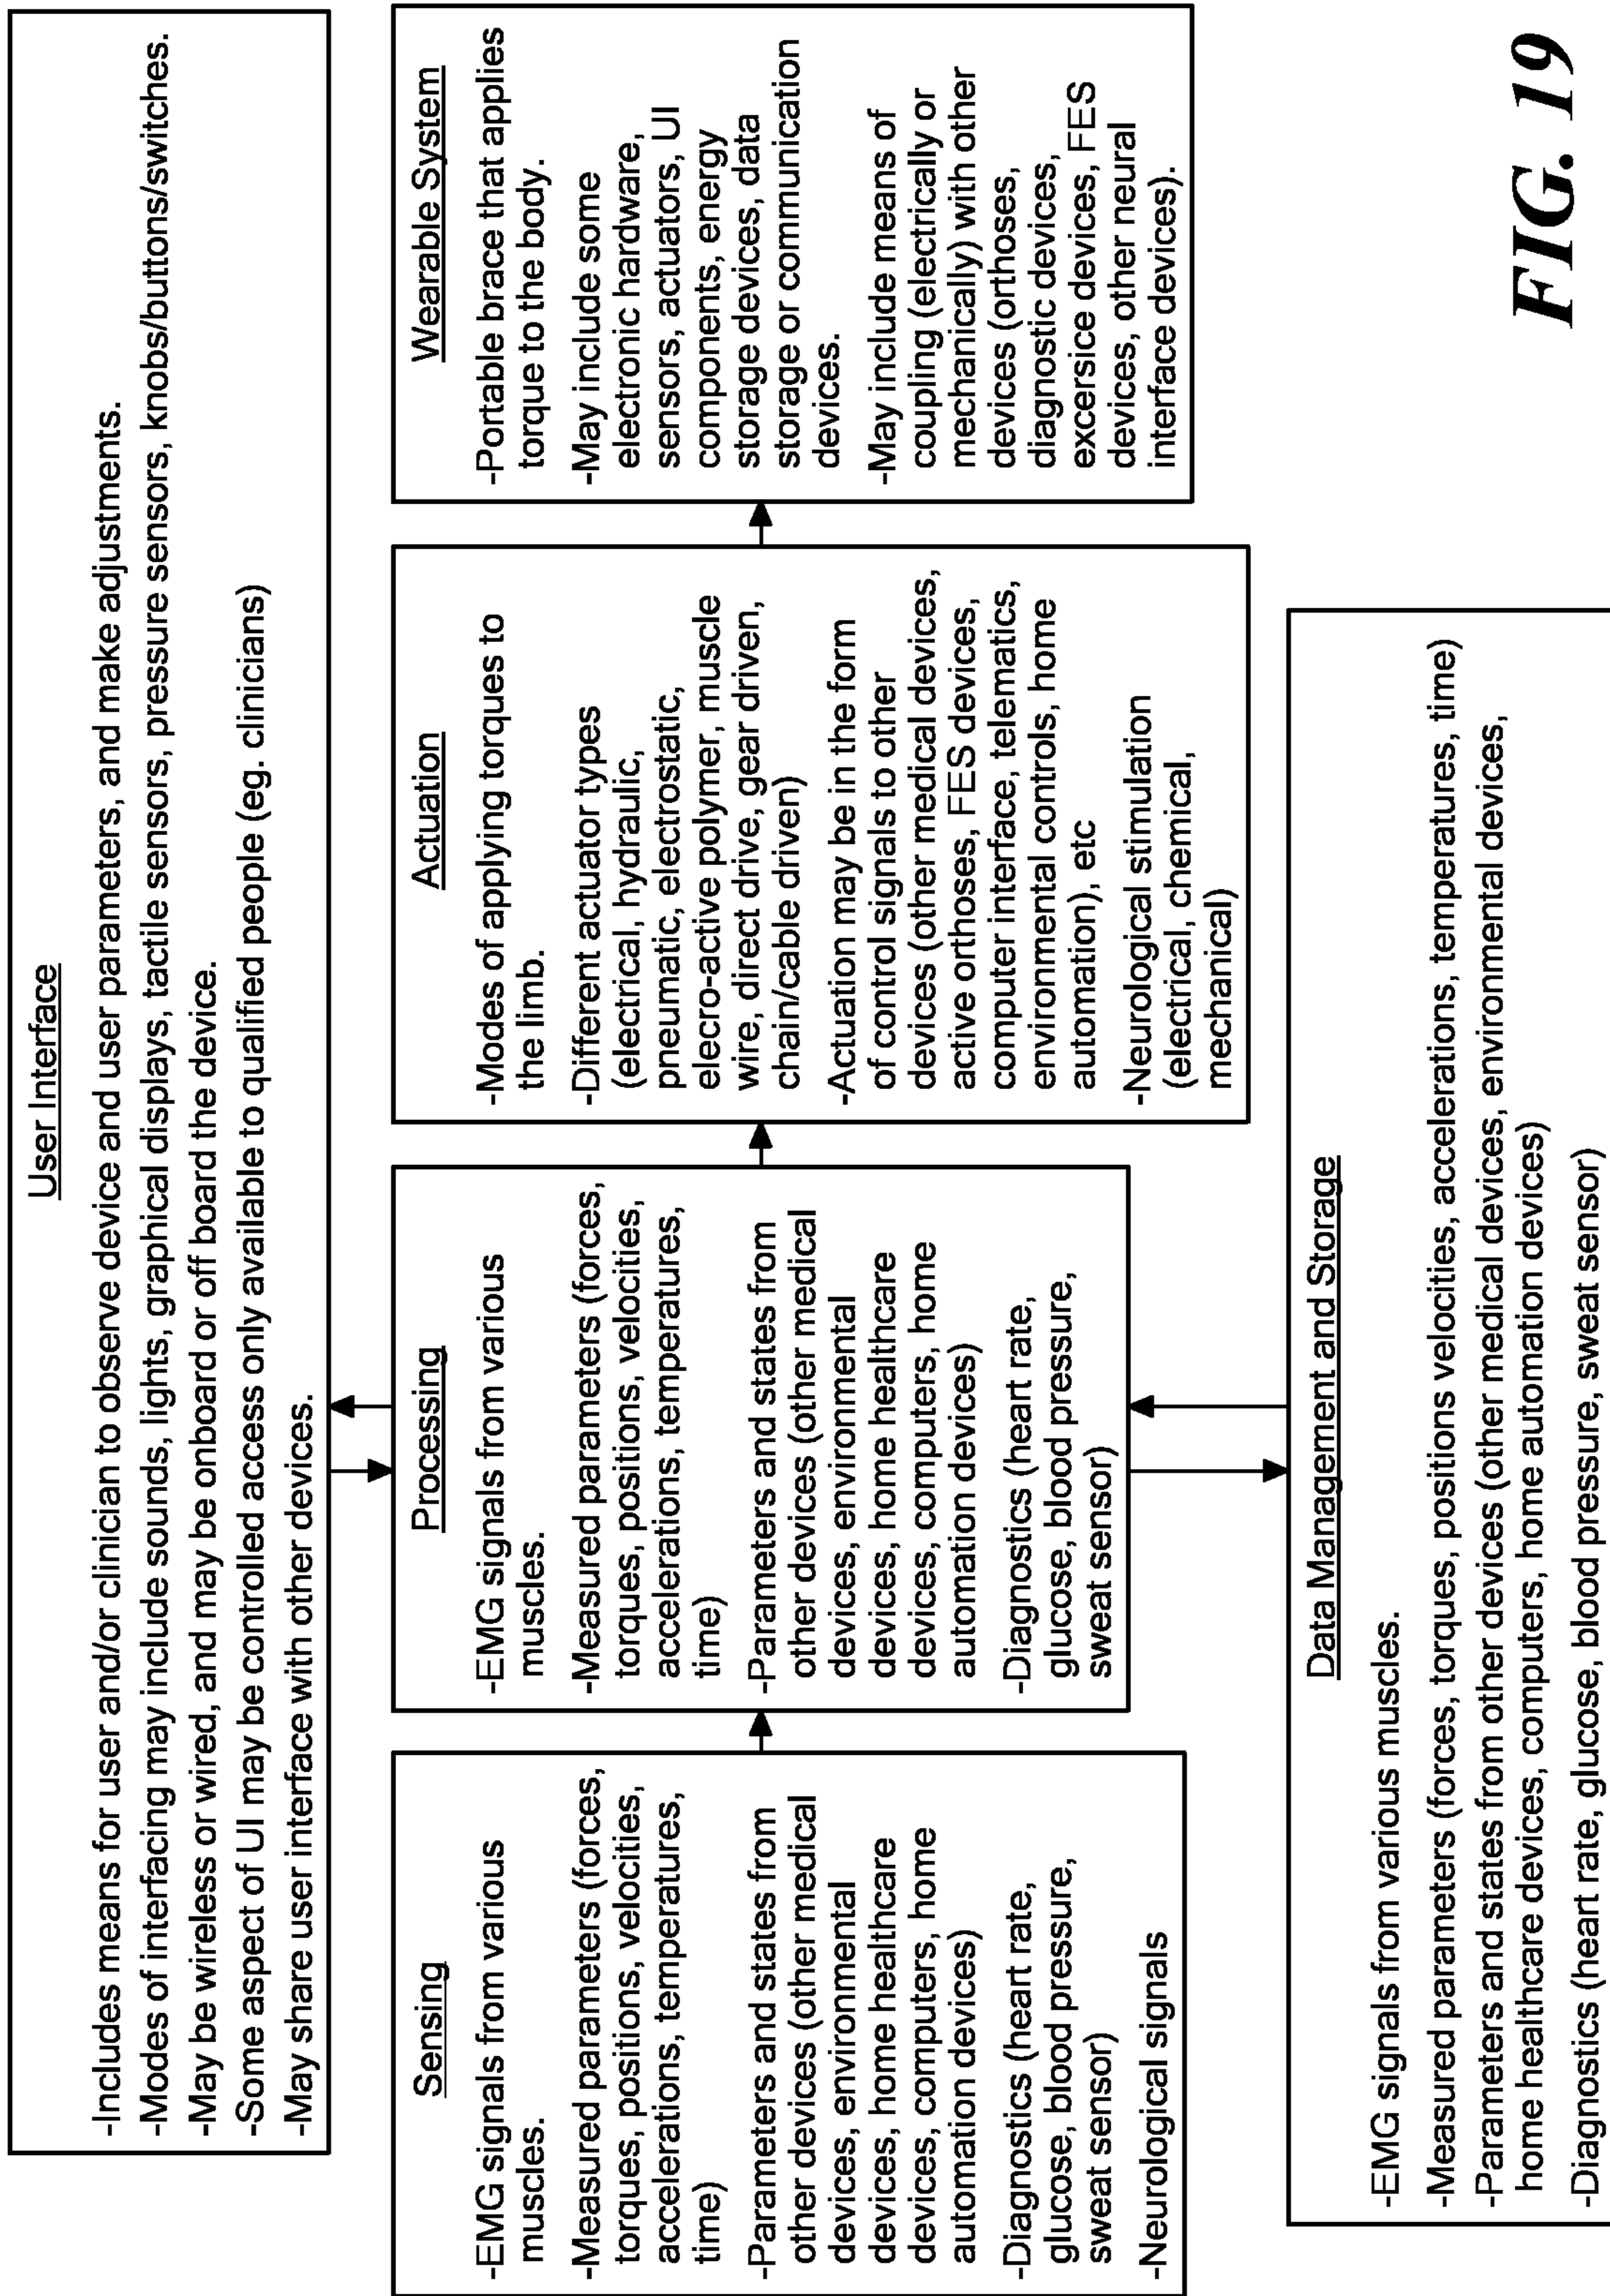 User Interface
-Includes means for user and/or clinician to observe device and user parameters, and make adjustments.
-Modes of interfacing may include sounds, lights, graphical displays, tactile sensors, pressure sensors, knobs/buttons/switches.
-May be wireless or wired, and may be onboard or off board the device.
-Some aspect of UI may be controlled access only available to qualified people (eg. clinicians)
-May share user interface with other devices.
Sensing
-EMG signals from various
muscles.
-Measured parameters (forces,
torques, positions, velocities,
accelerations, temperatures,
time)
-Parameters and states from
other devices (other medical
devices, environmental
devices, home healthcare
devices, computers, home
automation devices)
-Diagnostics (heart rate,
glucose, blood pressure,
sweat sensor)
-Neurological signals
Processing
-EMG signals from various
muscles.
-Measured parameters (forces,
torques, positions, velocities,
accelerations, temperatures,
time)
-Parameters and states from
other devices (other medical
devices, environmental
devices, home healthcare
devices, computers, home
automation devices)
-Diagnostics (heart rate,
glucose, blood pressure,
sweat sensor)
Actuation
-Modes of applying torques to
the limb.
-Different actuator types
(electrical, hydraulic,
pneumatic, electrostatic,
elecro-active polymer, muscle
wire, direct drive, gear driven,
chain/cable driven)
-Actuation may be in the form
of control signals to other
devices (other medical devices,
active orthoses, FES devices,
computer interface, telematics,
environmental controls, home
automation), etc
-Neurological stimulation
(electrical, chemical,
mechanical)
Wearable System
-Portable brace that applies
torque to the body.
-May include some
electronic hardware,
sensors, actuators, UI
components, energy
storage devices, data
storage or communication
devices.
-May include means of
coupling (electrically or
mechanically) with other
devices (orthoses,
diagnostic devices,
excersice devices, FES
devices, other neural
interface devices).
Data Management and Storage
-EMG signals from various muscles.
-Measured parameters (forces, torques, positions velocities, accelerations, temperatures, time)
-Parameters and states from other devices (other medical devices, environmental devices,
home healthcare devices, computers, home automation devices)
-Diagnostics (heart rate, glucose, blood pressure, sweat sensor)
FIG. 19